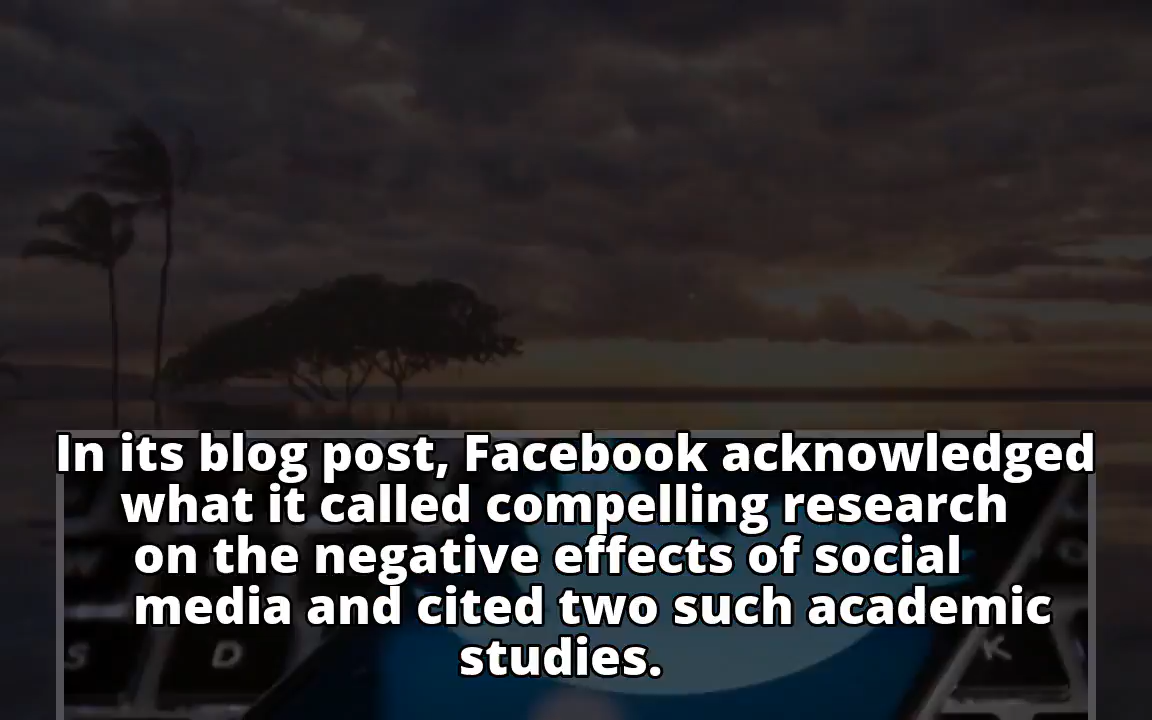 In its blog post, Facebook acknowledged
what it called compelling research
on the negative effects of social
media and cited two such academic
studies.
S
D
K